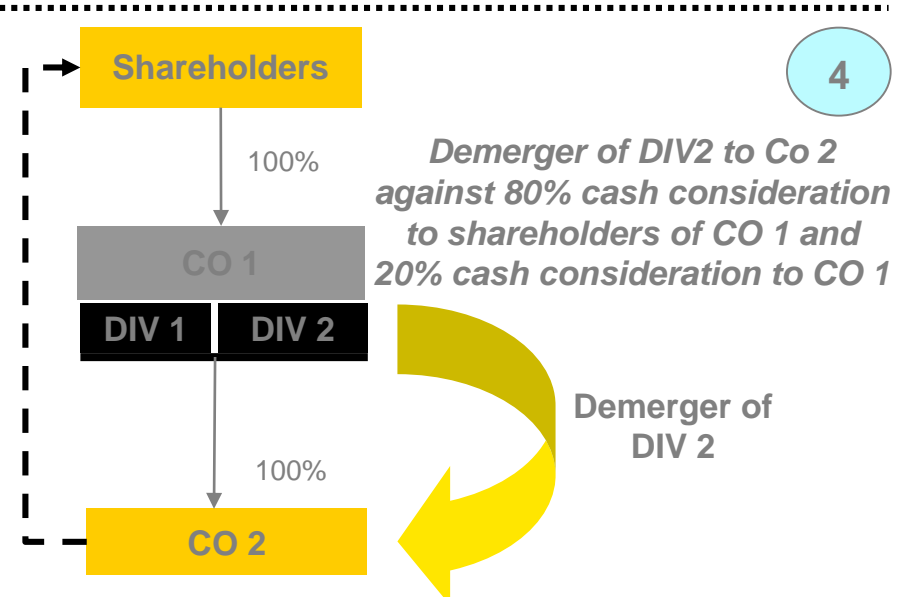 Shareholders
4
100%
Demerger of DIV2 to Co 2
against 80% cash consideration
to shareholders of CO 1 and
20% cash consideration to CO 1
CO 1
DIV 1
DIV 2
Demerger of
DIV 2
100%
CO 2